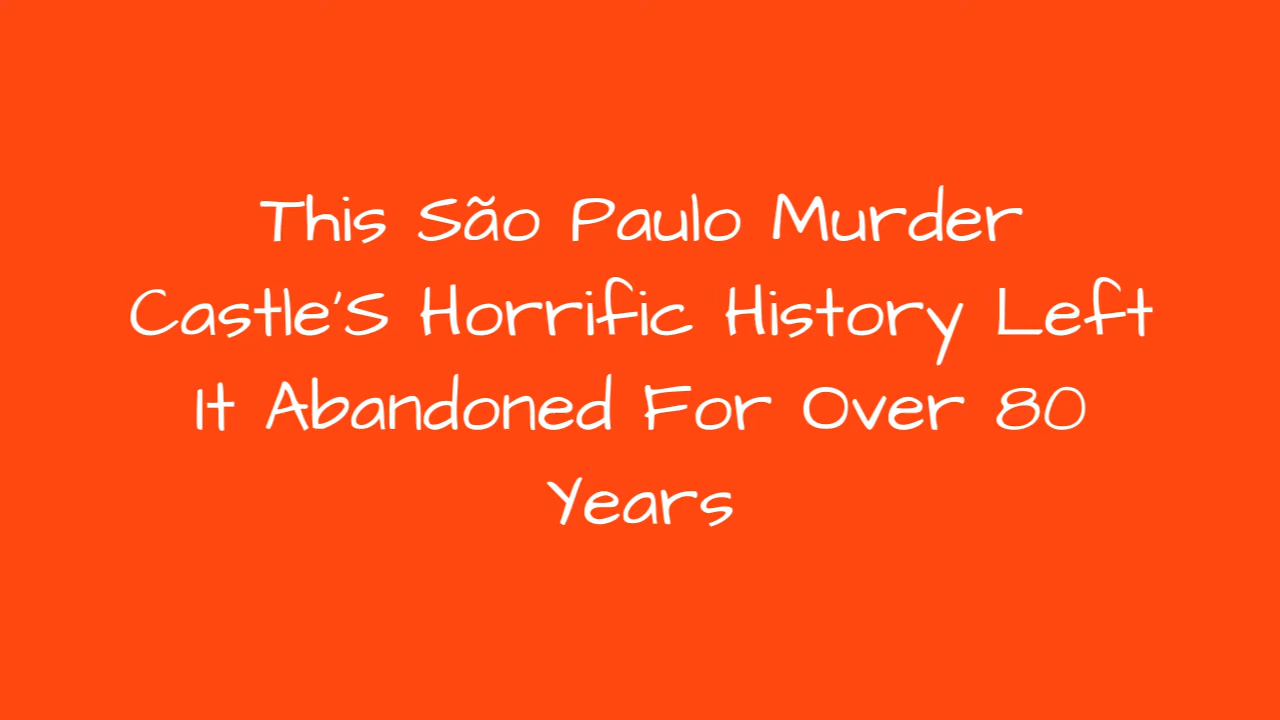 This São Paulo Murder
Castle'S Horrific History Left
It Abandoned For Over 80
Years